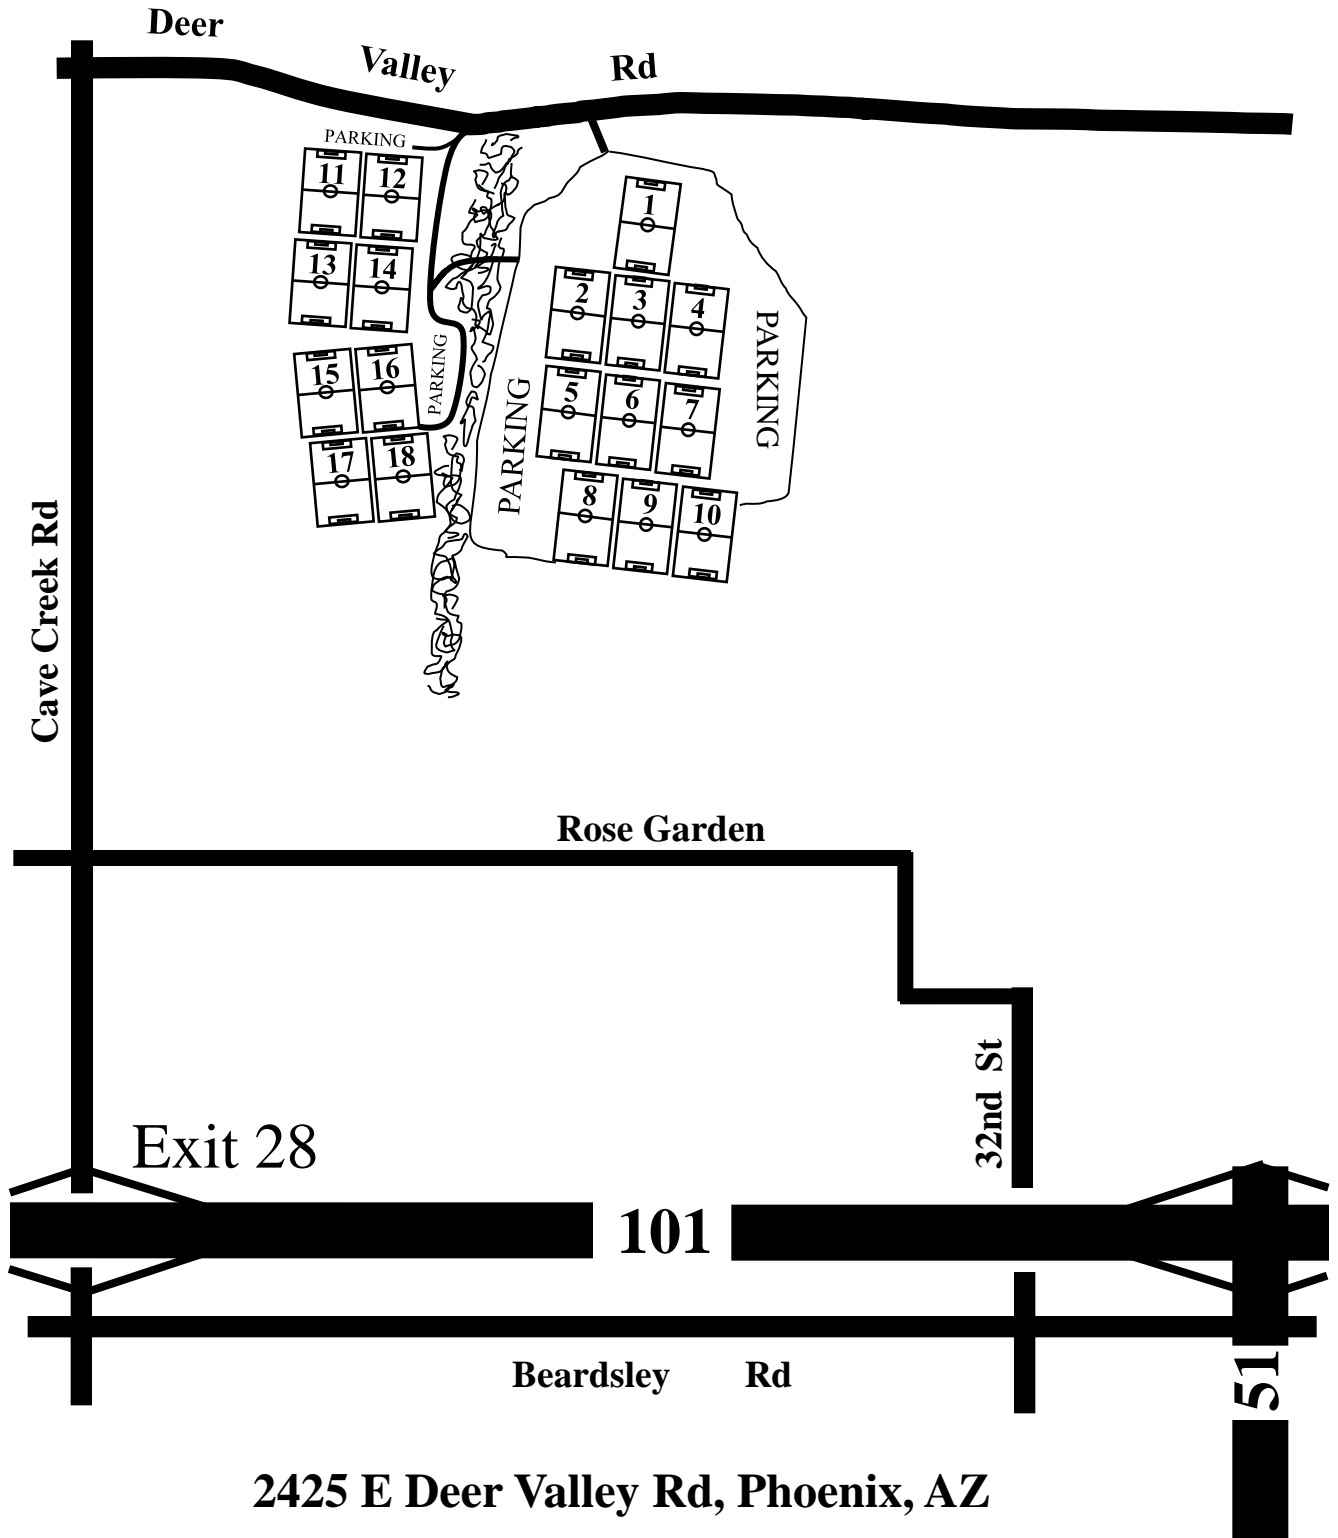 Deer Valley Rd
PARKING
11 12
1
13 14
2 3 4
PARKING
15 16
PARKING
5 6 7
PARKING
17 18
8 9 10
Cave Creek Rd
Rose Garden
32nd St
Exit 28
101
51
Beardsley Rd
2425 E Deer Valley Rd, Phoenix, AZ